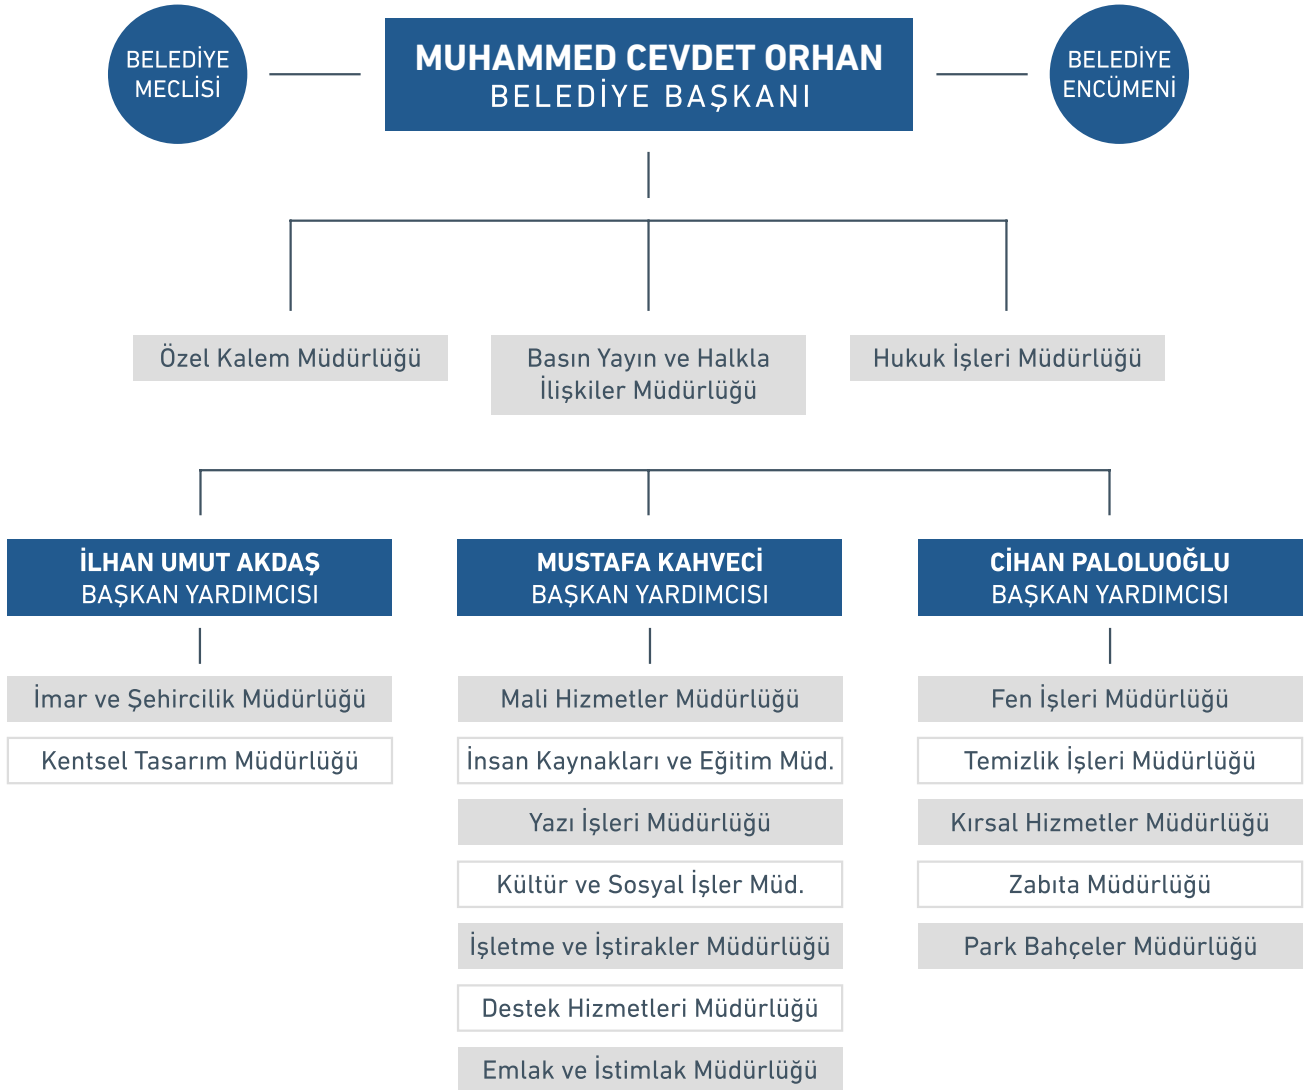 BELEDİYE
MECLİSİ
MUHAMMED CEVDET ORHAN
BELEDİYE BAŞKANI
BELEDİYE
ENCÜMENİ
Özel Kalem Müdürlüğü
Basın Yayın ve Halkla
İlişkiler Müdürlüğü
Hukuk İşleri Müdürlüğü
İLHAN UMUT AKDAŞ
BAŞKAN YARDIMCISI
İmar ve Şehircilik Müdürlüğü
Kentsel Tasarım Müdürlüğü
MUSTAFA KAHVECİ
BAŞKAN YARDIMCISI
Mali Hizmetler Müdürlüğü
İnsan Kaynakları ve Eğitim Müd.
Yazı İşleri Müdürlüğü
Kültür ve Sosyal İşler Müd.
İşletme ve İştirakler Müdürlüğü
Destek Hizmetleri Müdürlüğü
Emlak ve İstimlak Müdürlüğü
CİHAN PALOLUOĞLU
BAŞKAN YARDIMCISI
Fen İşleri Müdürlüğü
Temizlik İşleri Müdürlüğü
Kırsal Hizmetler Müdürlüğü
Zabıta Müdürlüğü
Park Bahçeler Müdürlüğü